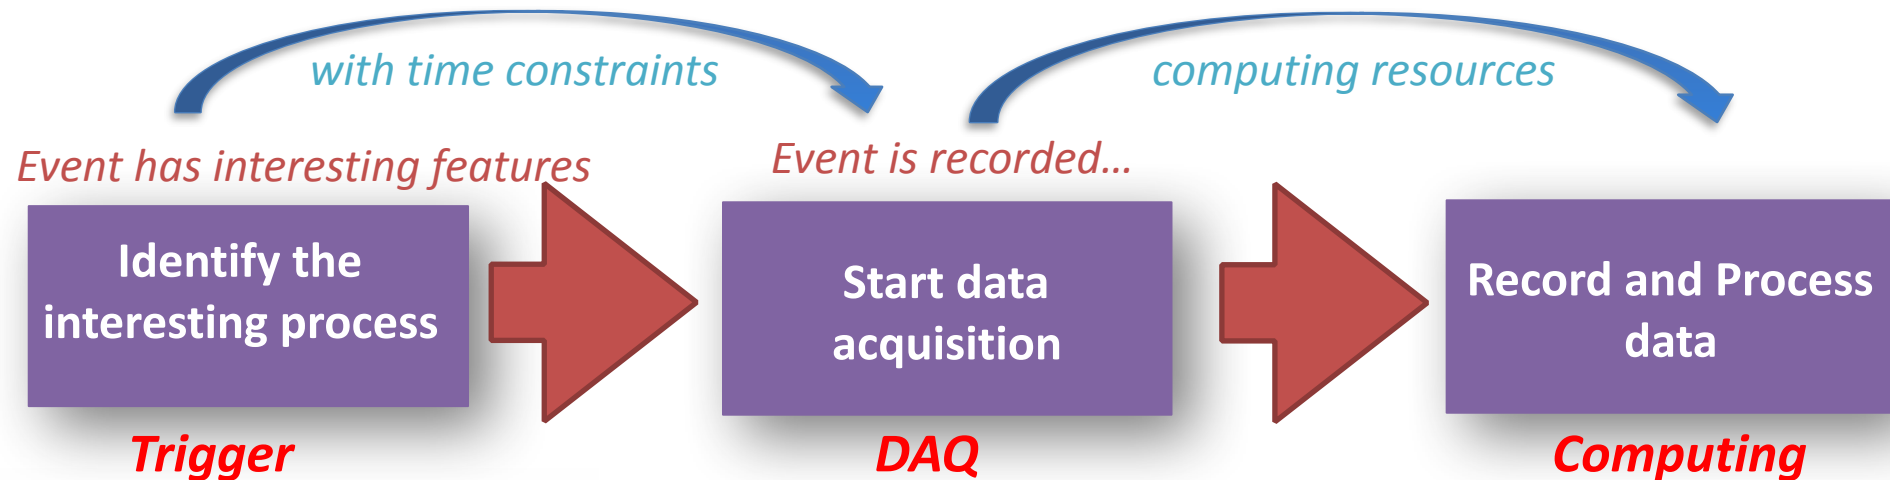 with time constraints
computing resources
Event has interesting features
Event is recorded...
Identify the
interesting process
Start data
acquisition
Record and Process
data
Trigger
DAQ
Computing